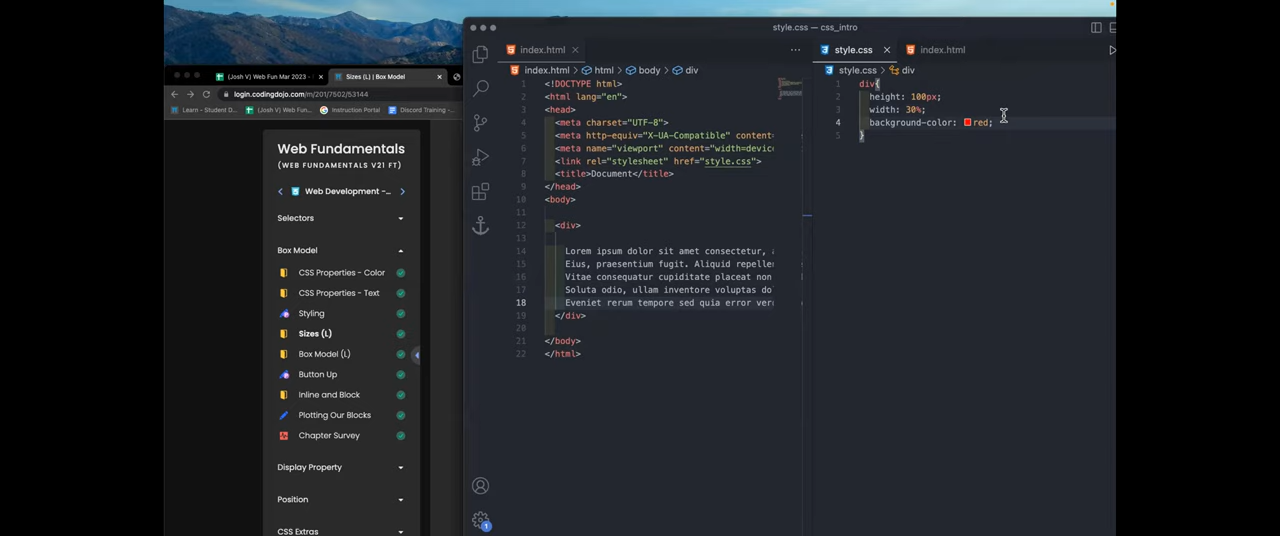 style.css — css_intro
(Josh V) Web Fun Mar 2023 -
Sizes (L) | Box Model
login.codingdojo.com/m/201/7502/53144
Learn - Student D...
(Josh V) Web Fun...
Instruction Portal
Discord Training -...
Web Fundamentals
(WEB FUNDAMENTALS V21 FT)
Web Development -...
Selectors
Box Model
CSS Properties - Color
CSS Properties - Text
Styling
Sizes (L)
Box Model (L)
Button Up
Inline and Block
Plotting Our Blocks
Chapter Survey
Display Property
Position
CSS Extras
index.html
index.html > html > body > div
1 <!DOCTYPE html>
2 <html lang="en">
3 <head>
4 <meta charset="UTF-8">
5 <meta http-equiv="X-UA-Compatible" content=
6 <meta name="viewport" content="width=devic
7 <link rel="stylesheet" href="style.css">
8 <title>Document</title>
9 </head>
10 <body>
11
12 <div>
13
14 Lorem ipsum dolor sit amet consectetur, a
15 Eius, praesentium fugit. Aliquid repelle
16 Vitae consequatur cupiditate placeat non
17 Soluta odio, ullam inventore voluptas do
18 Eveniet rerum tempore sed quia error ver
19 </div>
20
21 </body>
22 </html>
1
style.css
index.html
style.css > div
1 div{
2 height: 100px;
3 width: 30%;
4 background-color: red;
5 }